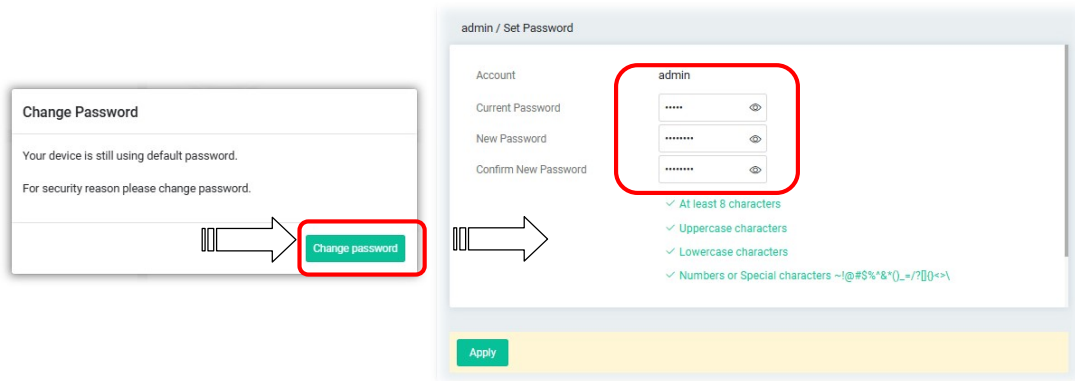 Change Password
Your device is still using default password.
For security reason please change password.
Change password
admin / Set Password
Account admin
Current Password •••••
New Password ••••••••
Confirm New Password ••••••••
✓ At least 8 characters
✓ Uppercase characters
✓ Lowercase characters
✓ Numbers or Special characters ~!@#$%^&*()_=/?[]{}<>\
Apply